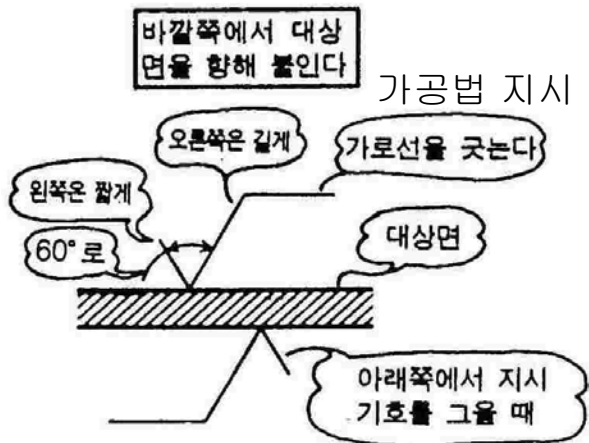 바깥쪽에서 대상
면을 향해 붙인다
가공법 지시
오른쪽은 길게
가로선을 긋는다
왼쪽은 짧게
60° 로
대상면
아래쪽에서 지시
기호를 그을 때